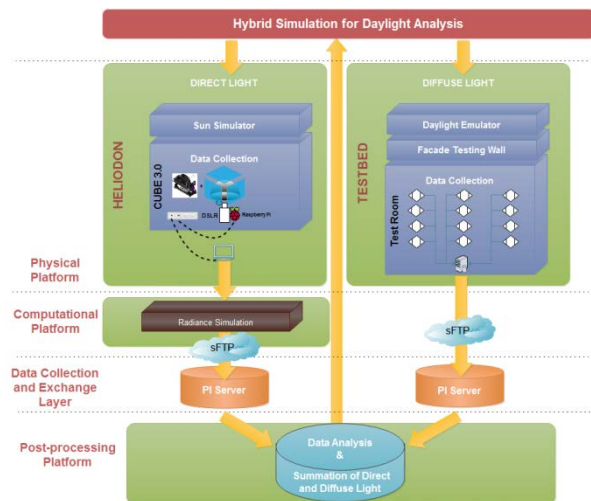 Hybrid Simulation for Daylight Analysis
DIRECT LIGHT
DIFFUSE LIGHT
HELIODON
Sun Simulator
CUBE 3.0
Data Collection
DSLR
RaspberryPi
TESTBED
Daylight Emulator
Facade Testing Wall
Data Collection
Test Room
Physical
Platform
Computational
Platform
Radiance Simulation
sFTP
sFTP
Data Collection
and Exchange
Layer
PI Server
PI Server
Post-processing
Platform
Data Analysis
&
Summation of Direct
and Diffuse Light